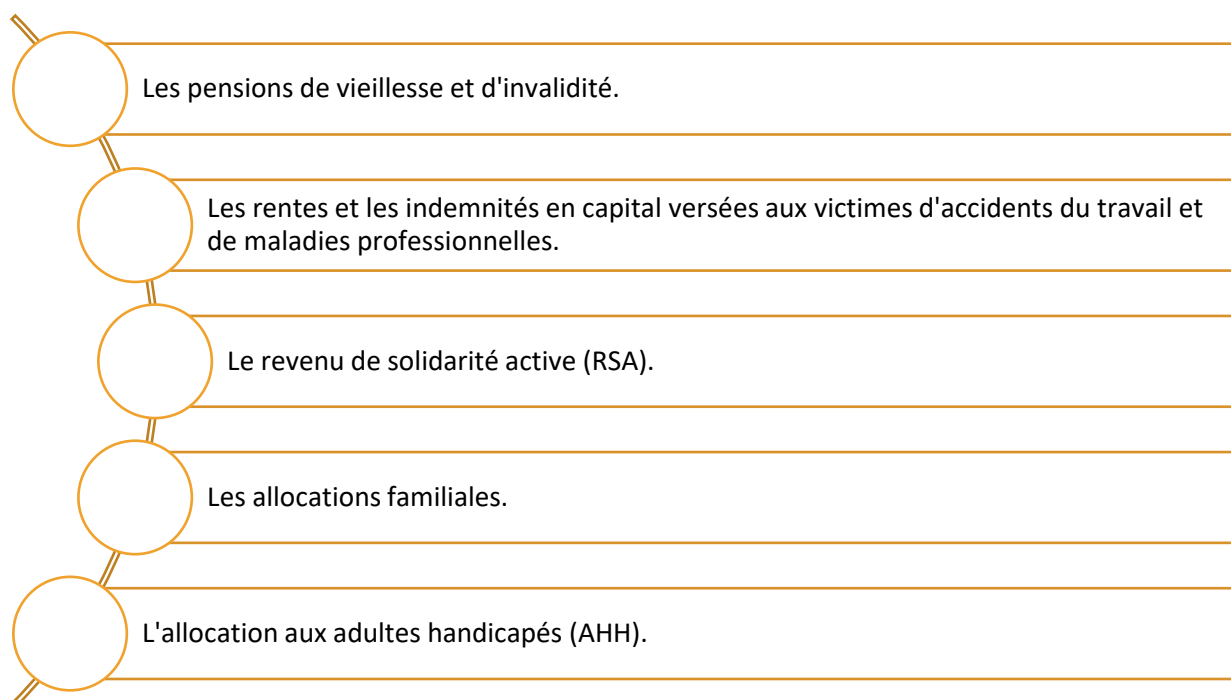 Les pensions de vieillesse et d'invalidité.
Les rentes et les indemnités en capital versées aux victimes d'accidents du travail et
de maladies professionnelles.
Le revenu de solidarité active (RSA).
Les allocations familiales.
L'allocation aux adultes handicapés (AHH).